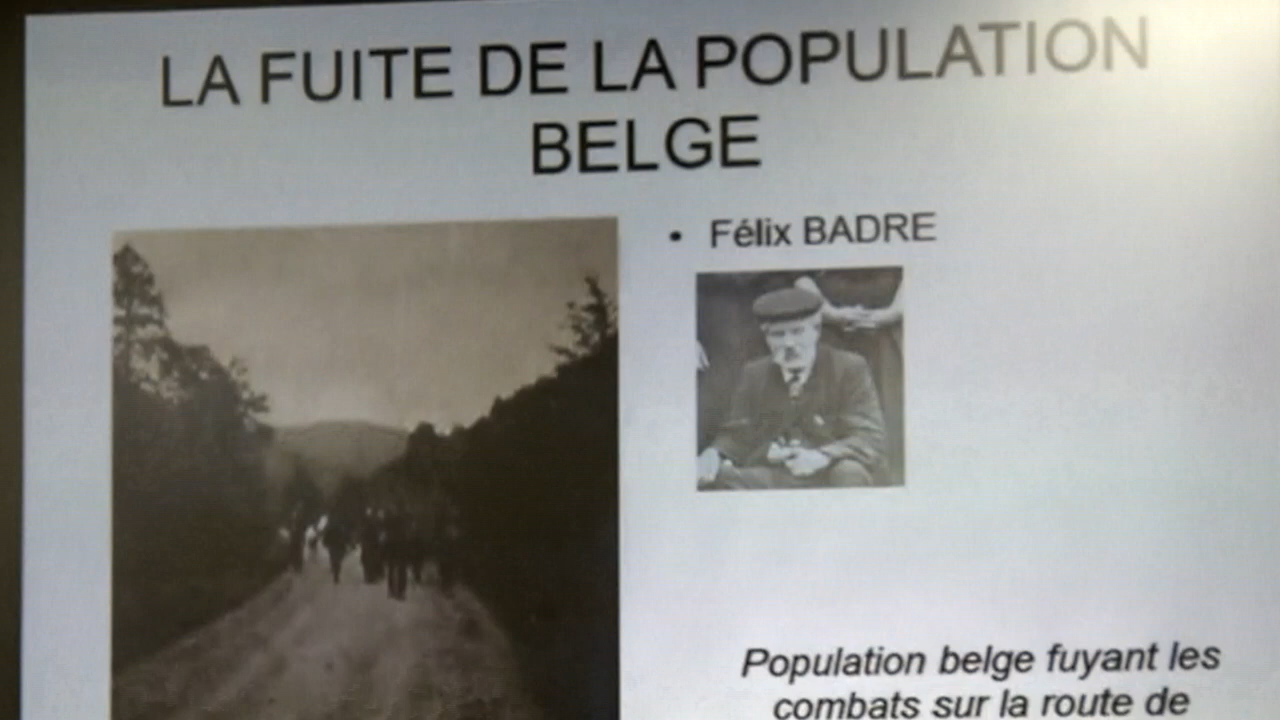 LA FUITE DE LA POPULATION
BELGE
• Félix BADRE
Population belge fuyant les
combats sur la route de